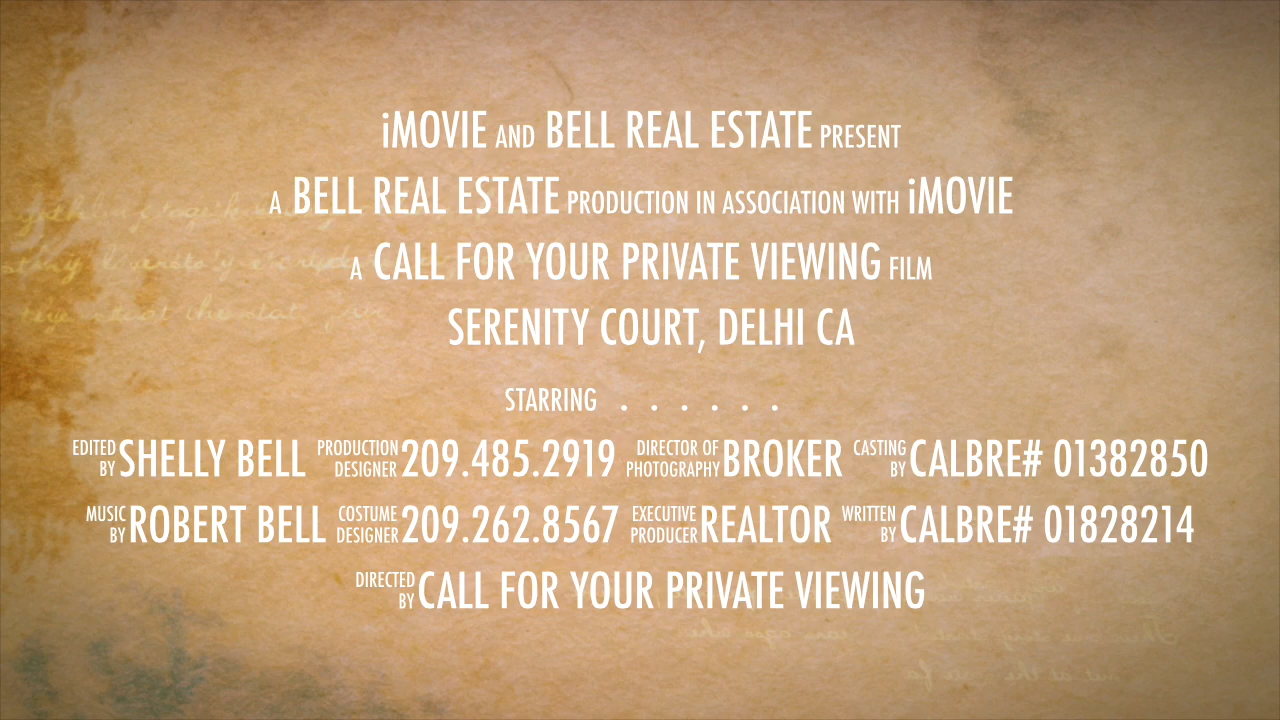 iMOVIE AND BELL REAL ESTATE PRESENT
A BELL REAL ESTATE PRODUCTION IN ASSOCIATION WITH iMOVIE
A CALL FOR YOUR PRIVATE VIEWING FILM
SERENITY COURT, DELHI CA
STARRING . . . . . .
EDITED BY SHELLY BELL PRODUCTION DESIGNER 209.485.2919 DIRECTOR OF PHOTOGRAPHY BROKER CASTING BY CALBRE# 01382850
MUSIC BY ROBERT BELL COSTUME DESIGNER 209.262.8567 EXECUTIVE PRODUCER REALTOR WRITTEN BY CALBRE# 01828214
DIRECTED BY CALL FOR YOUR PRIVATE VIEWING